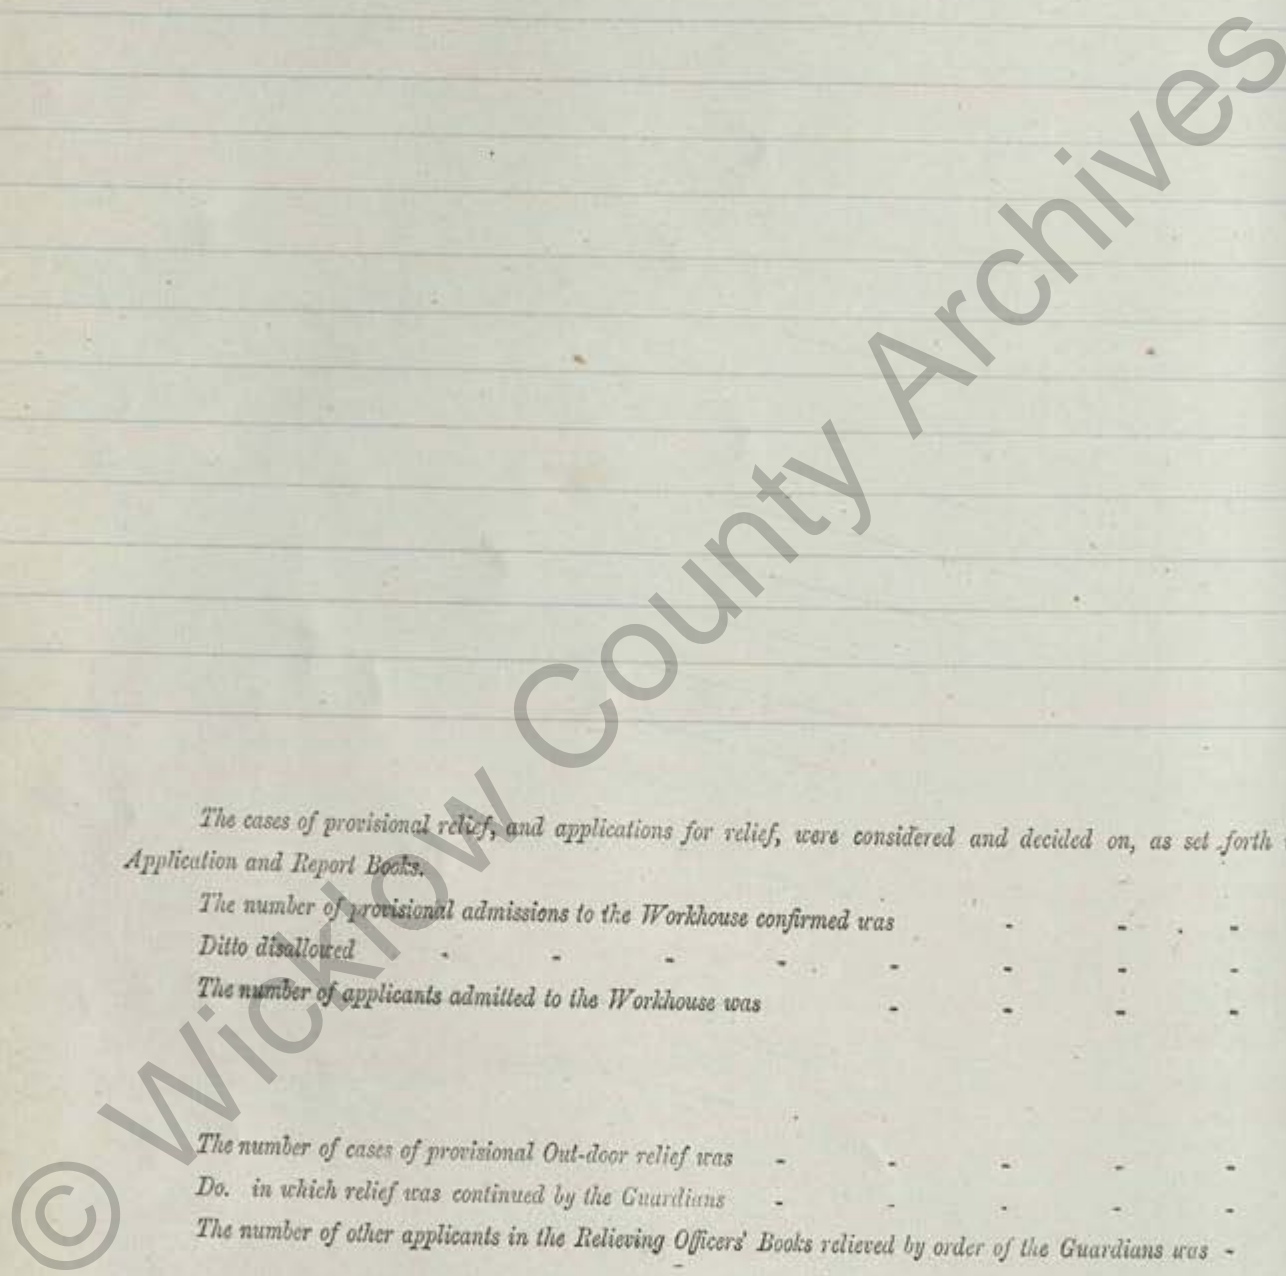 The cases of provisional relief, and applications for relief, were considered and decided on, as set forth
Application and Report Books.
The number of provisional admissions to the Workhouse confirmed was - - -
Ditto disallowed - - - - - - - -
The number of applicants admitted to the Workhouse was - - - -
The number of cases of provisional Out-door relief was - - - - -
Do. in which relief was continued by the Guardians - - - - -
The number of other applicants in the Relieving Officers' Books relieved by order of the Guardians was -
© Wicklow County Archives